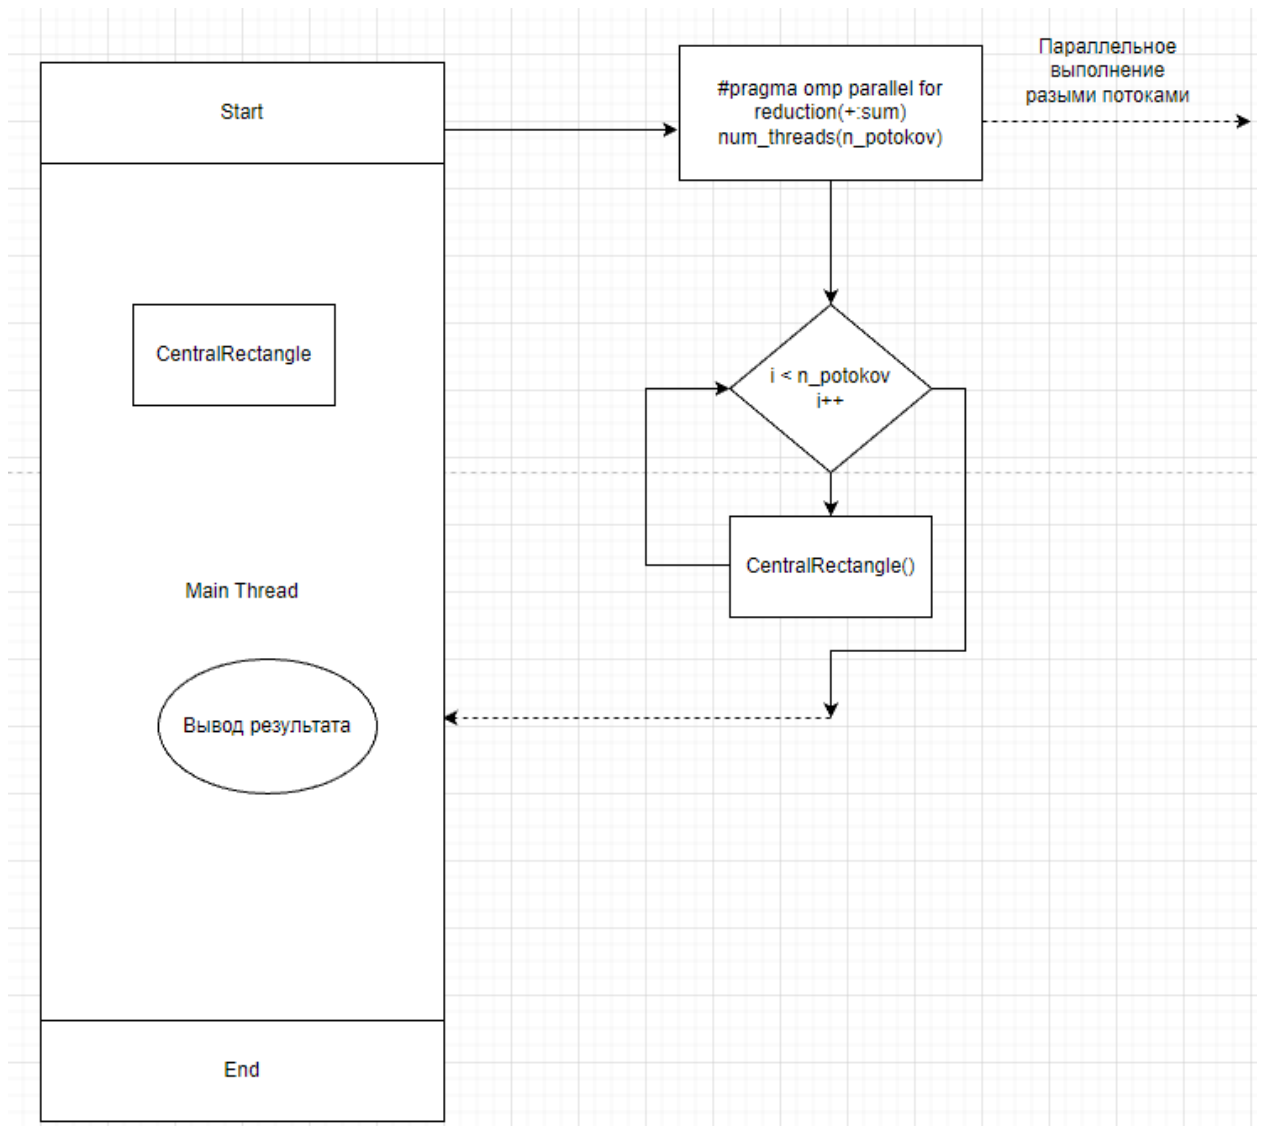 Start
#pragma omp parallel for
reduction(+:sum)
num_threads(n_potokov)
Параллельное
выполнение
разыми потоками
CentralRectangle
i < n_potokov
i++
CentralRectangle()
Main Thread
Вывод результата
End